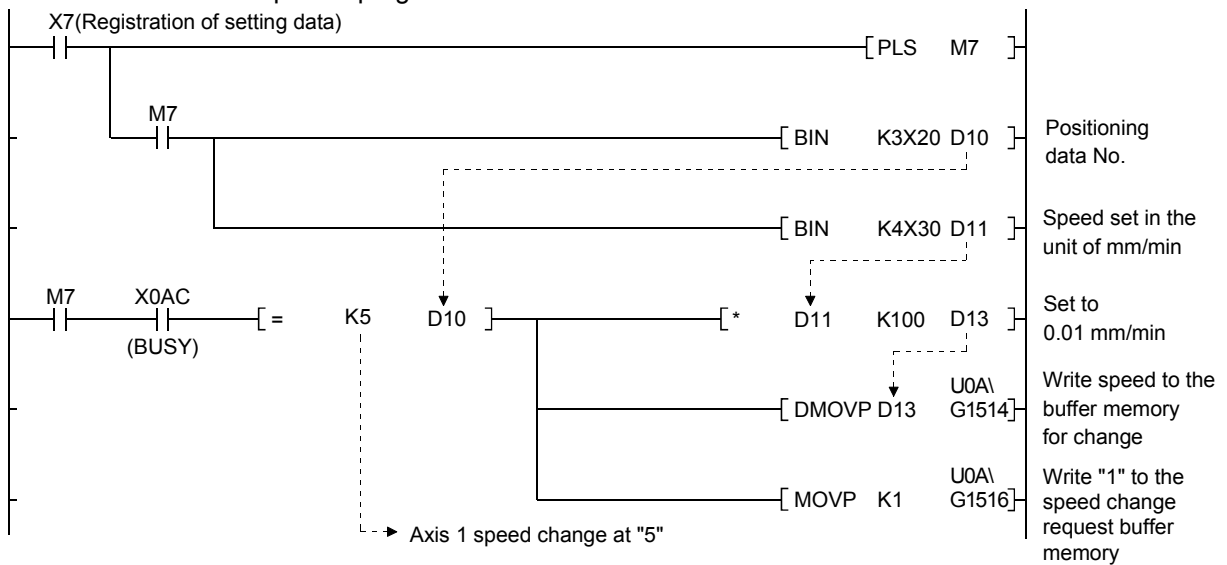 X7(Registration of setting data)
PLS M7
M7
BIN K3X20 D10
Positioning
data No.
BIN K4X30 D11
Speed set in the
unit of mm/min
M7 X0AC
(BUSY)
= K5 D10
* D11 K100 D13
Set to
0.01 mm/min
DMOVP D13 U0A\
G1514
Write speed to the
buffer memory
for change
MOVP K1 U0A\
G1516
Write "1" to the
speed change
request buffer
memory
Axis 1 speed change at "5"